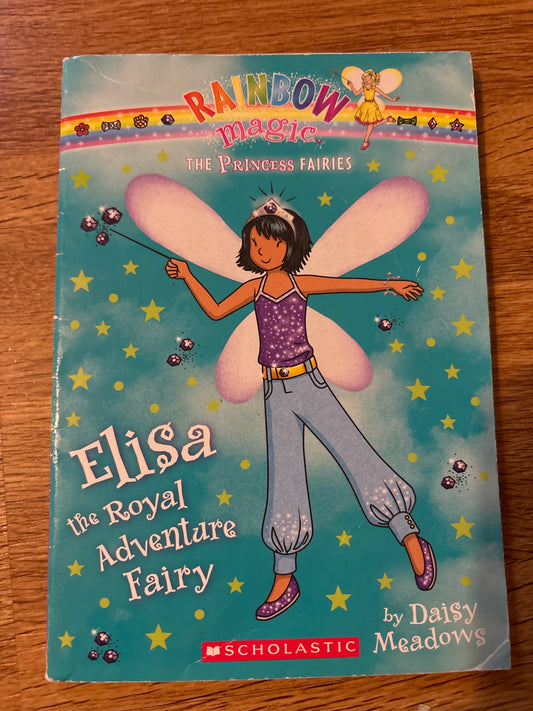 RAINBOW
magic
THE PRINCESS FAIRIES
Elisa
the Royal
Adventure
Fairy
by Daisy
Meadows
SCHOLASTIC